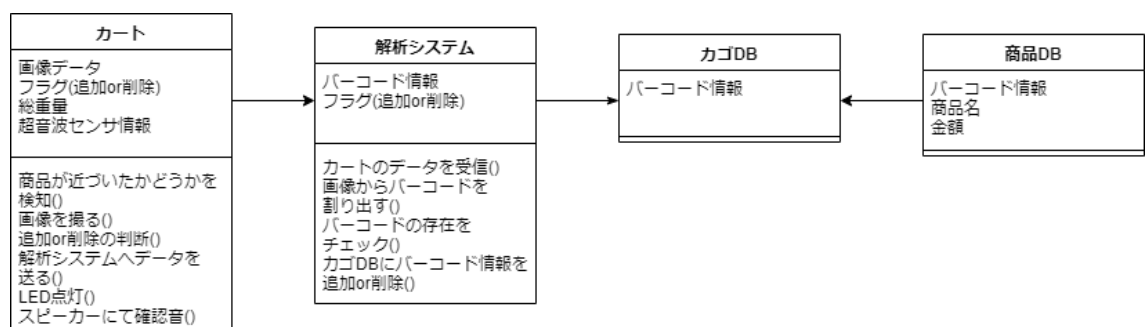 カート
画像データ
フラグ(追加or削除)
総重量
超音波センサ情報
商品が近づいたかどうかを
検知()
画像を撮る()
追加or削除の判断()
解析システムへデータを
送る()
LED点灯()
スピーカーにて確認音()
解析システム
バーコード情報
フラグ(追加or削除)
カートのデータを受信()
画像からバーコードを
割り出す()
バーコードの存在を
チェック()
カゴDBにバーコード情報を
追加or削除()
カゴDB
バーコード情報
商品DB
バーコード情報
商品名
金額